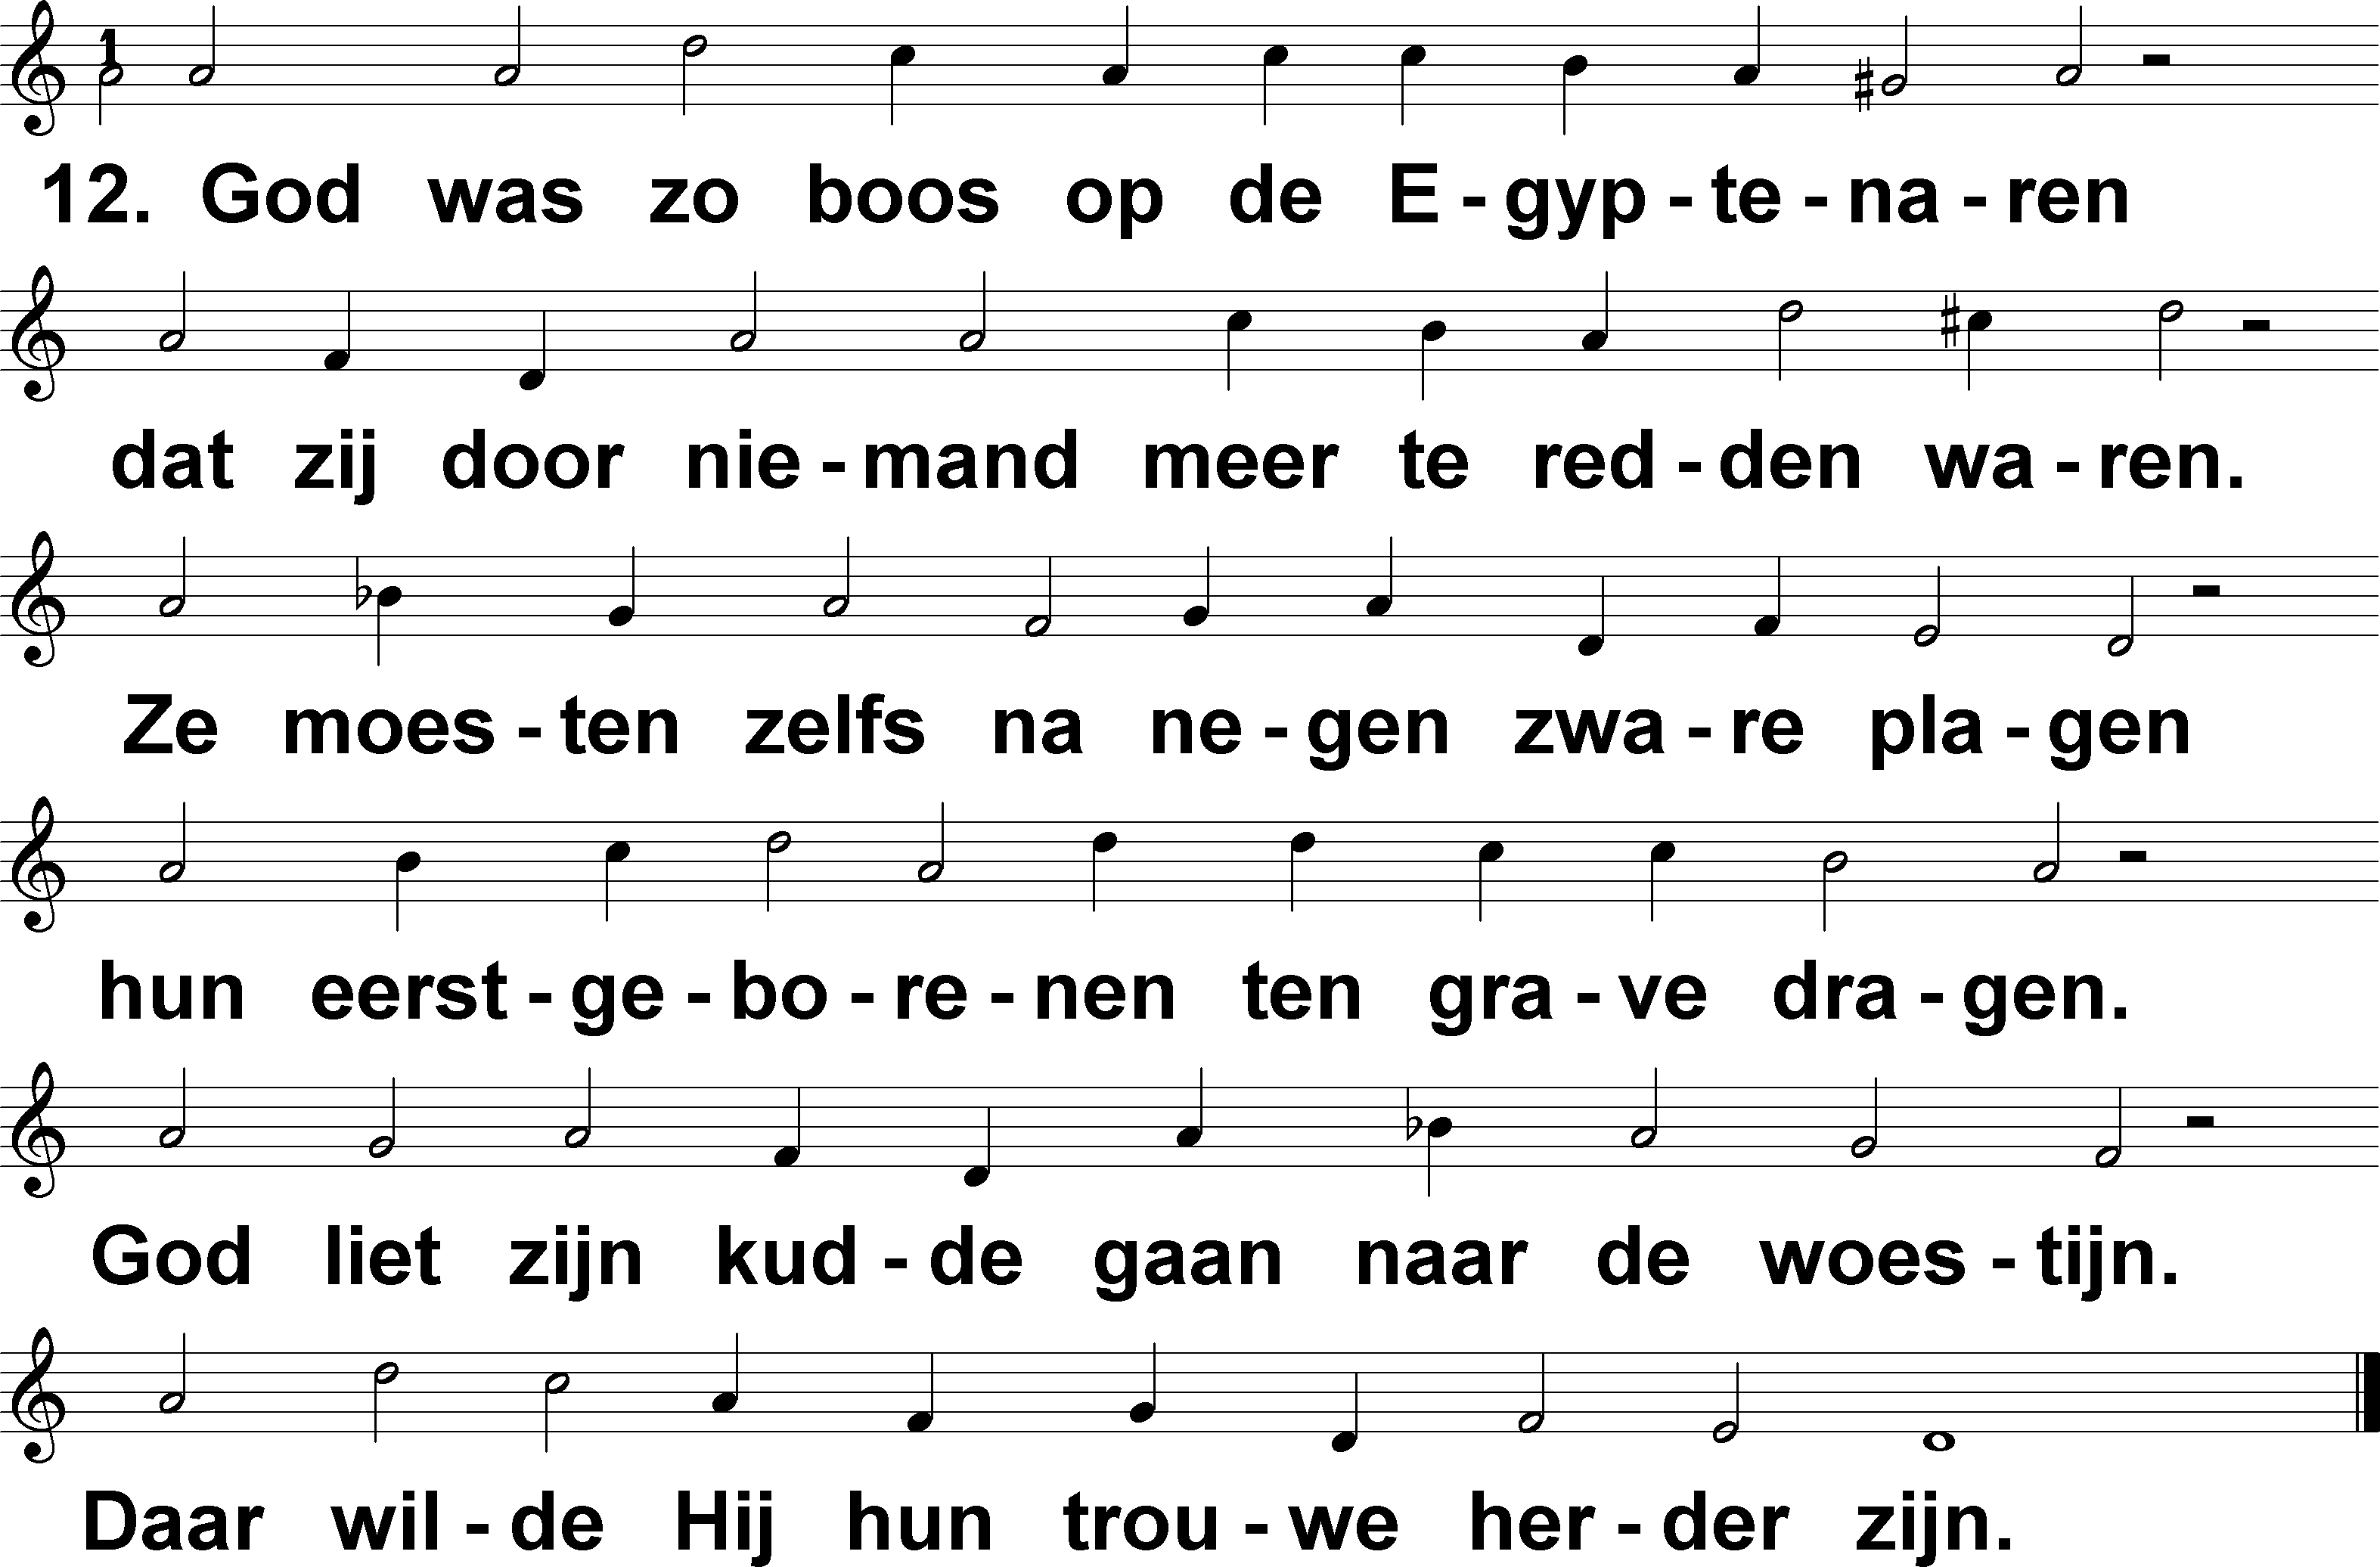 1
12. God was zo boos op de E - gyp - te - na - ren
dat zij door nie - mand meer te red - den wa - ren.
Ze moes - ten zelfs na ne - gen zwa - re pla - gen
hun eerst - ge - bo - re - nen ten gra - ve dra - gen.
God liet zijn kud - de gaan naar de woes - tijn.
Daar wil - de Hij hun trou - we her - der zijn.